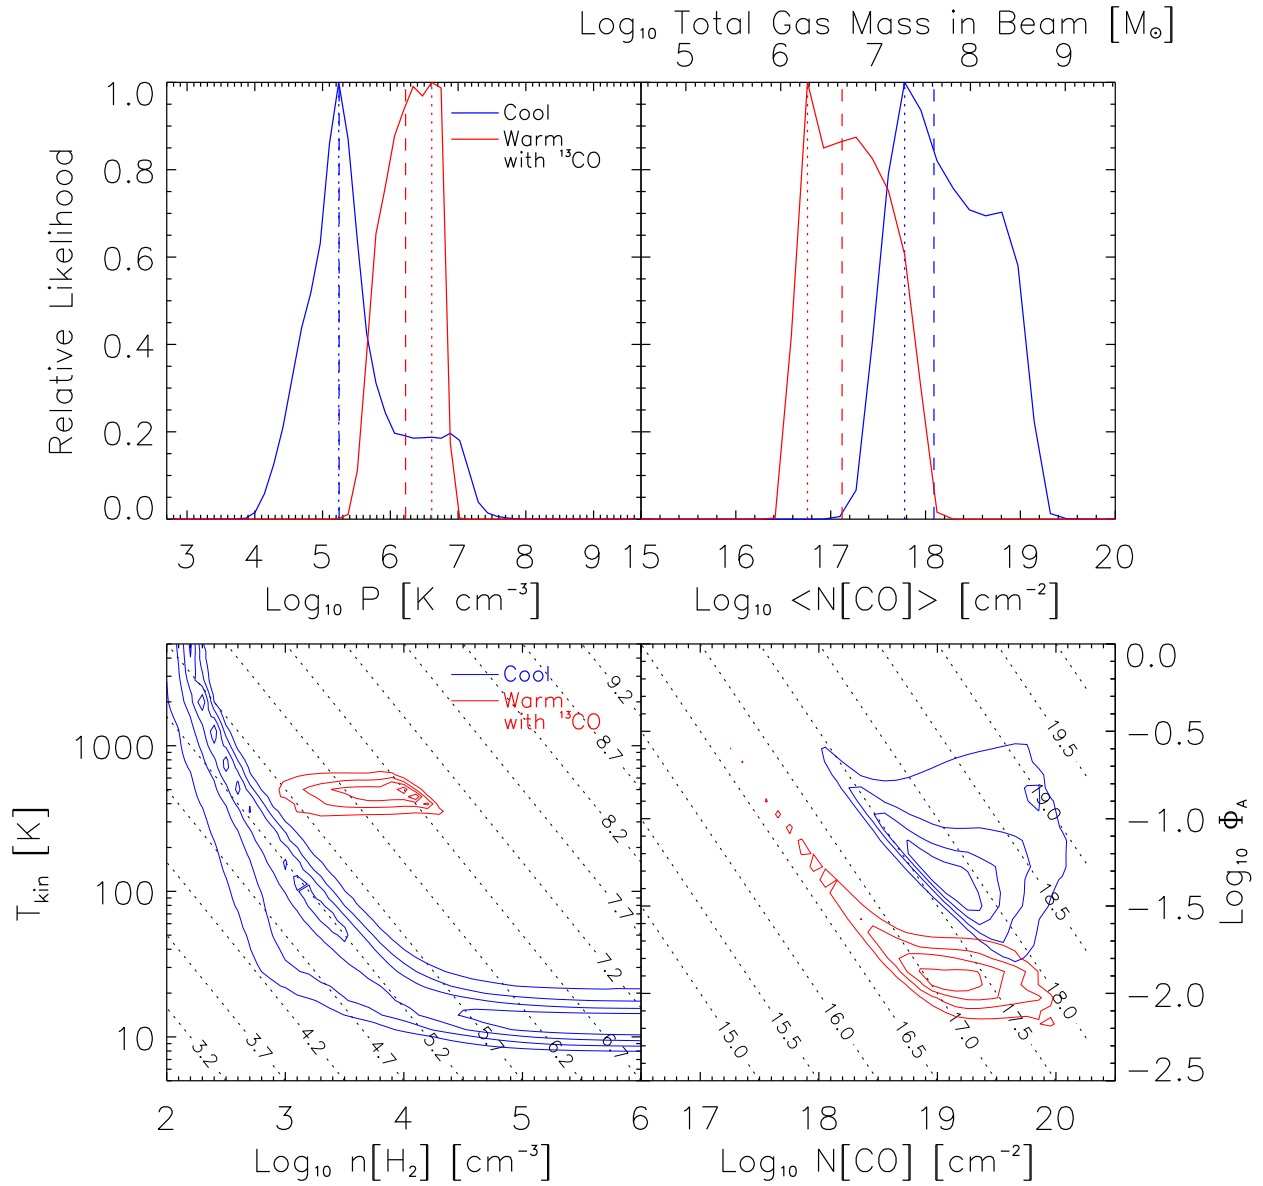 Log₁₀ Total Gas Mass in Beam [M☉]
5 6 7 8 9
1.0
0.8
0.6
0.4
0.2
0.0
Relative Likelihood
Cool
Warm
with ¹³CO
3 4 5 6 7 8 9 15 16 17 18 19 20
Log₁₀ P [K cm⁻³]
Log₁₀ <N[CO]> [cm⁻²]
Cool
Warm
with ¹³CO
1000
100
10
T_kin [K]
3.2 3.7 4.2 4.7 5.2 5.7 6.2 6.7
7.2
7.7
8.2
8.7
9.2
2 3 4 5 6
Log₁₀ n[H₂] [cm⁻³]
15.0 15.5 16.0 16.5 17.0 17.5 18.0
18.5
19.0
19.5
17 18 19 20
Log₁₀ N[CO] [cm⁻²]
0.0
−0.5
−1.0
−1.5
−2.0
−2.5
Log₁₀ Φ_A